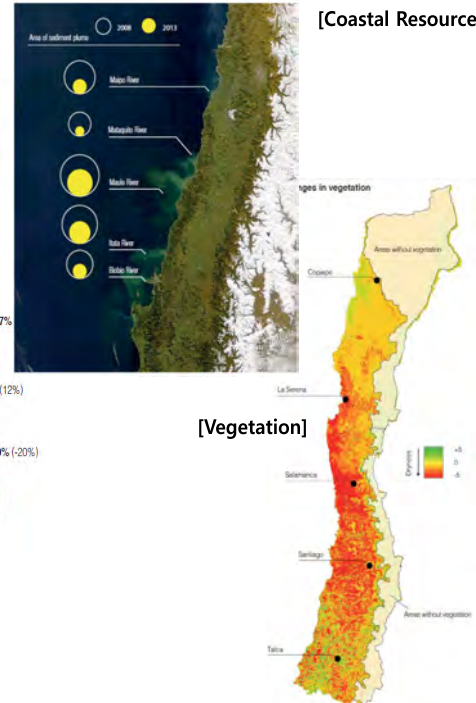 [Coastal Resource
2008
2013
Area of sediment plume
Maipo River
Mataquito River
Maule River
Itata River
Biobio River
7%
(12%)
% (-20%)
nges in vegetation
Areas without vegetation
Copiapo
La Serena
[Vegetation]
Dryness
+5
0
-5
Salamanca
Santiago
Areas without vegetation
Talca